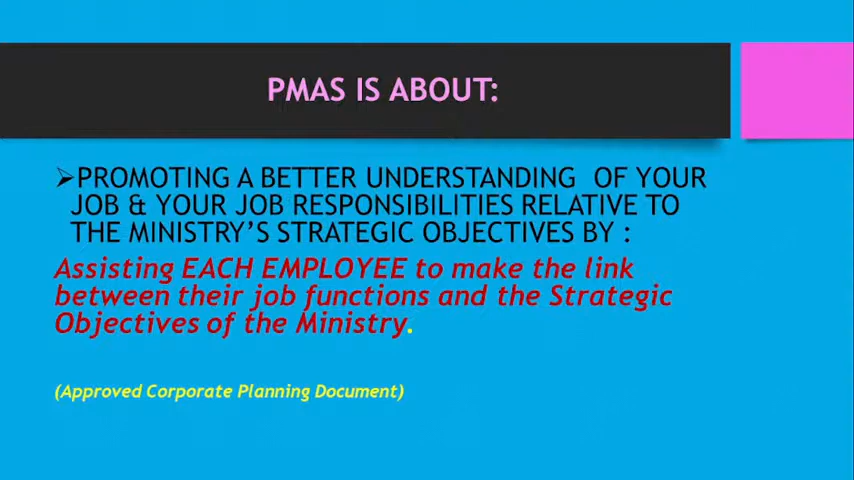 PMAS IS ABOUT:
➢PROMOTING A BETTER UNDERSTANDING OF YOUR
JOB & YOUR JOB RESPONSIBILITIES RELATIVE TO
THE MINISTRY'S STRATEGIC OBJECTIVES BY :
Assisting EACH EMPLOYEE to make the link
between their job functions and the Strategic
Objectives of the Ministry.
(Approved Corporate Planning Document)